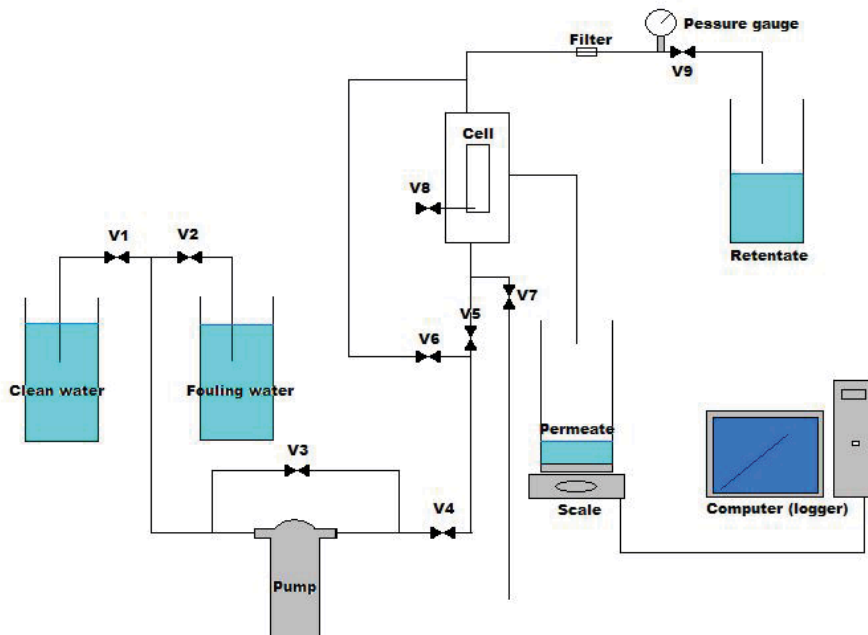 Pessure gauge
Filter
V9
Cell
V8
V1
V2
Retentate
V7
V5
V6
Clean water
Fouling water
Permeate
V3
V4
Scale
Computer (logger)
Pump